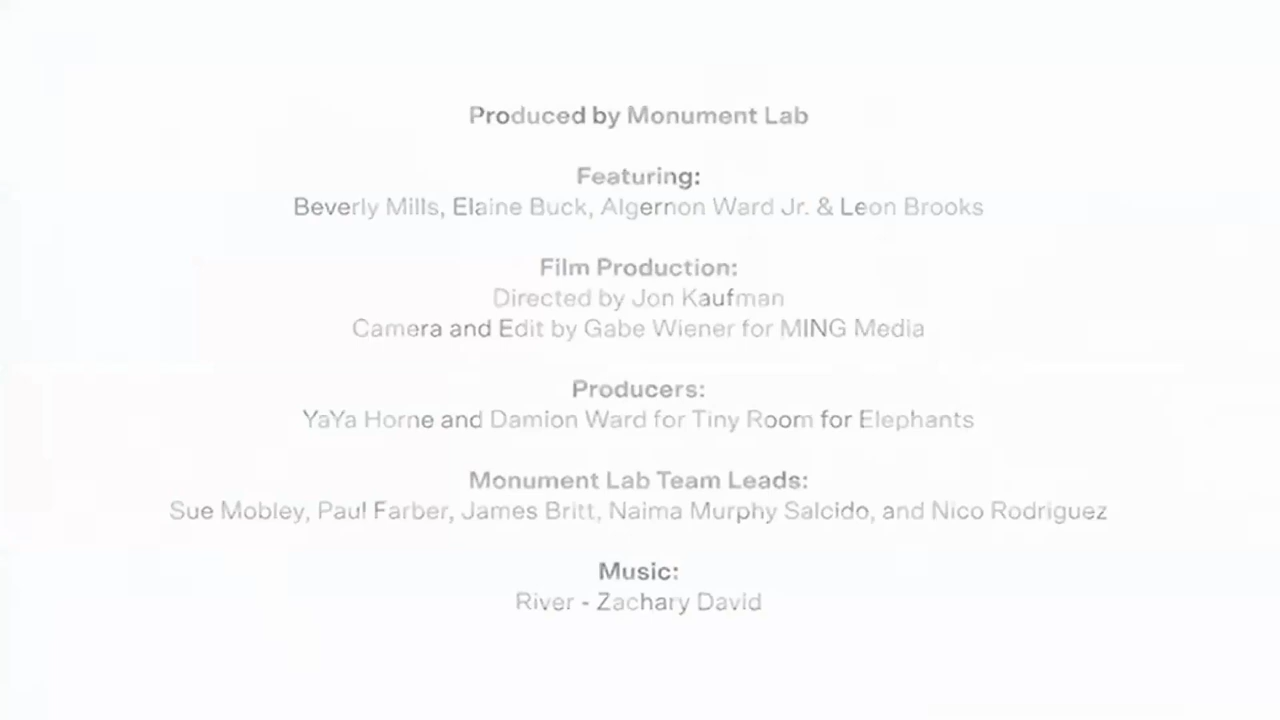 Produced by Monument Lab
Featuring:
Beverly Mills, Elaine Buck, Algernon Ward Jr. & Leon Brooks
Film Production:
Directed by Jon Kaufman
Camera and Edit by Gabe Wiener for MING Media
Producers:
YaYa Horne and Damion Ward for Tiny Room for Elephants
Monument Lab Team Leads:
Sue Mobley, Paul Farber, James Britt, Naima Murphy Salcido, and Nico Rodriguez
Music:
River - Zachary David